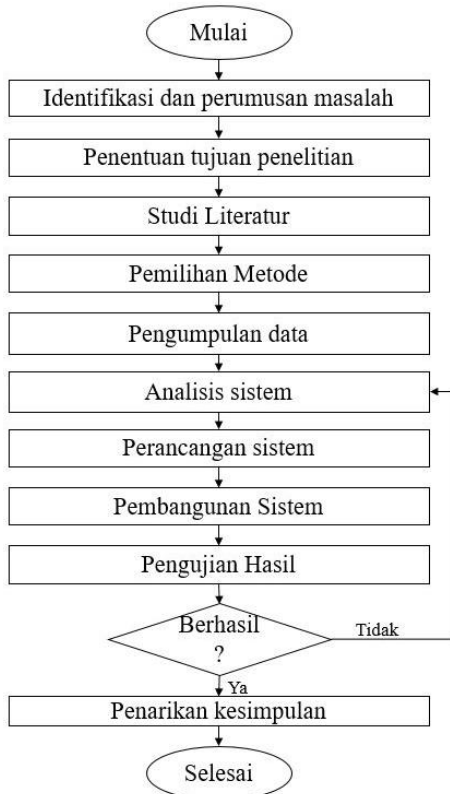 Mulai
Identifikasi dan perumusan masalah
Penentuan tujuan penelitian
Studi Literatur
Pemilihan Metode
Pengumpulan data
Analisis sistem
Perancangan sistem
Pembangunan Sistem
Pengujian Hasil
Berhasil
?
Tidak
Ya
Penarikan kesimpulan
Selesai